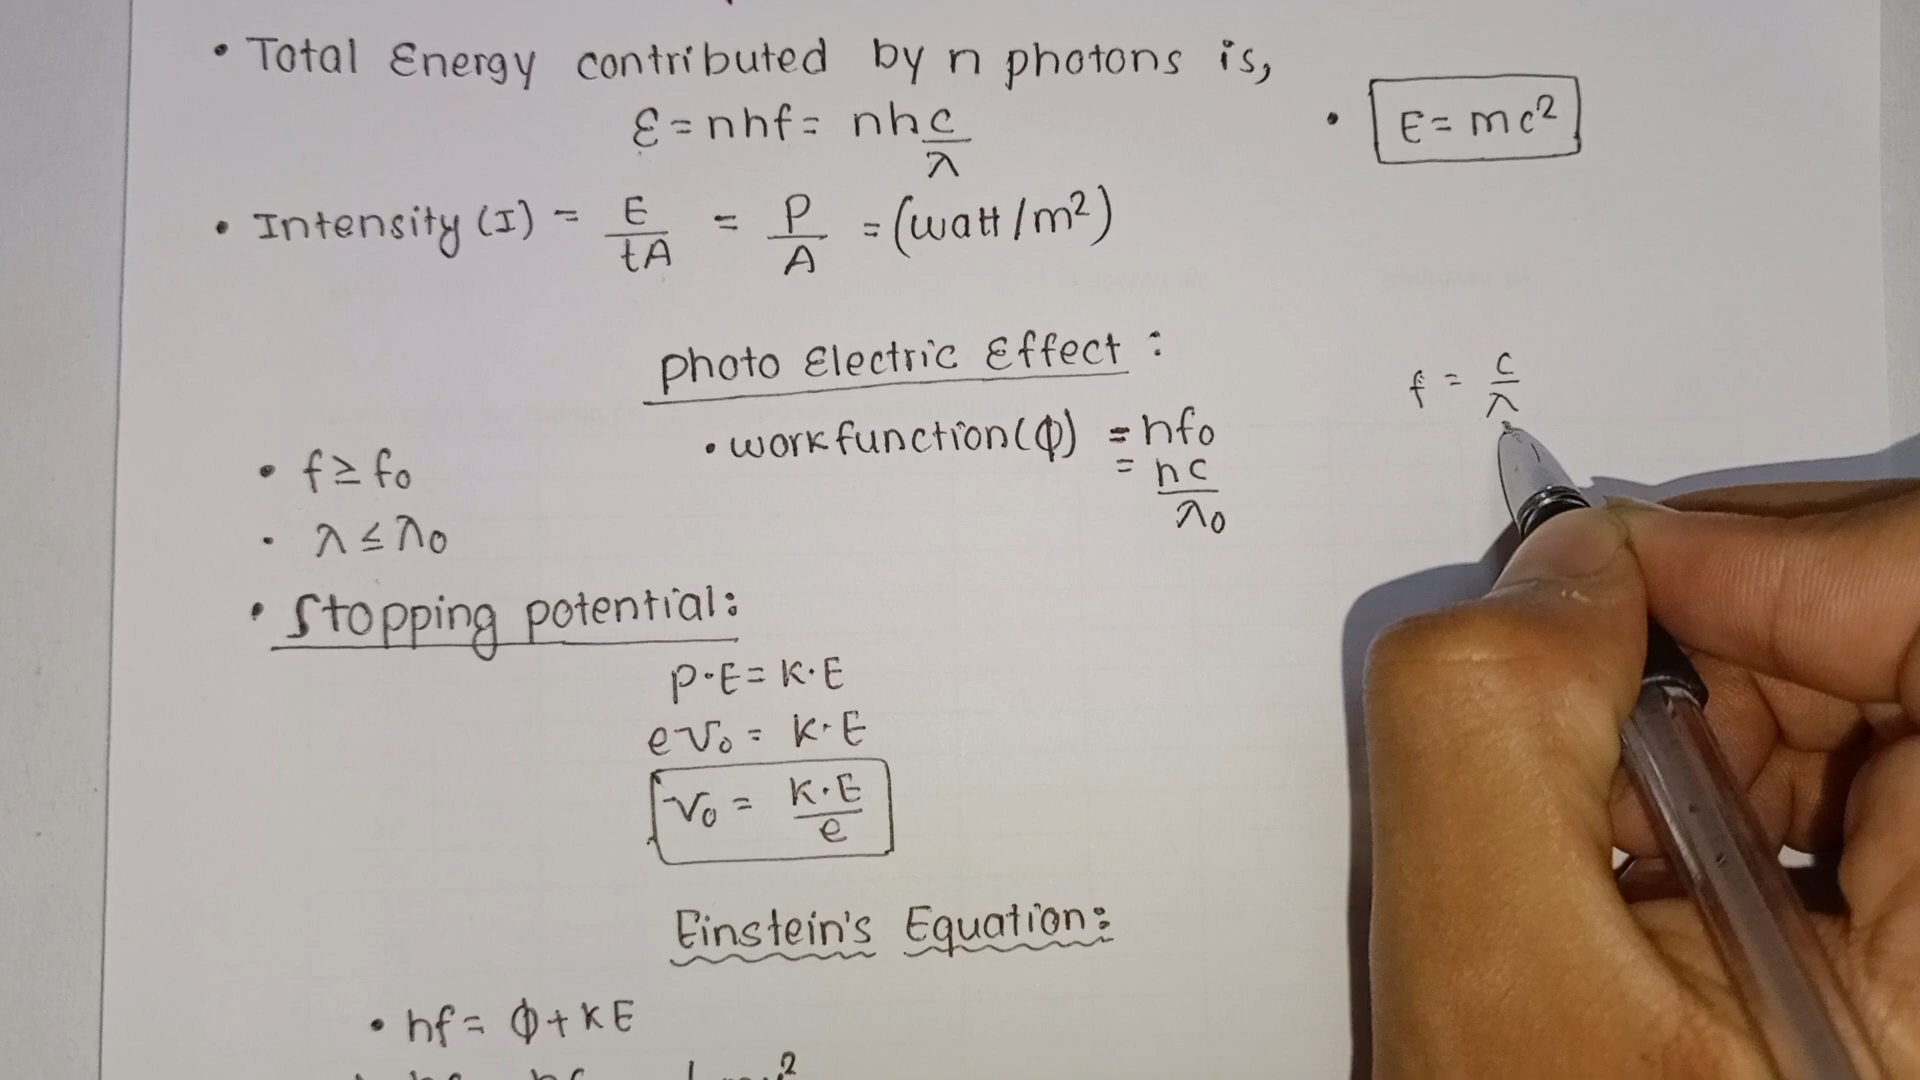 • Total Energy contributed by n photons is,
E = nhf = nhc/λ
• E = mc²
• Intensity (I) = E/tA = P/A = (watt/m²)
photo Electric Effect :
f = c/λ
• work function (ϕ) = hf₀
= hc/λ₀
• f ≥ f₀
• λ ≤ λ₀
• Stopping potential:
P.E = K.E
eV₀ = K.E
V₀ = K.E/e
Einstein's Equation:
• hf = ϕ + KE